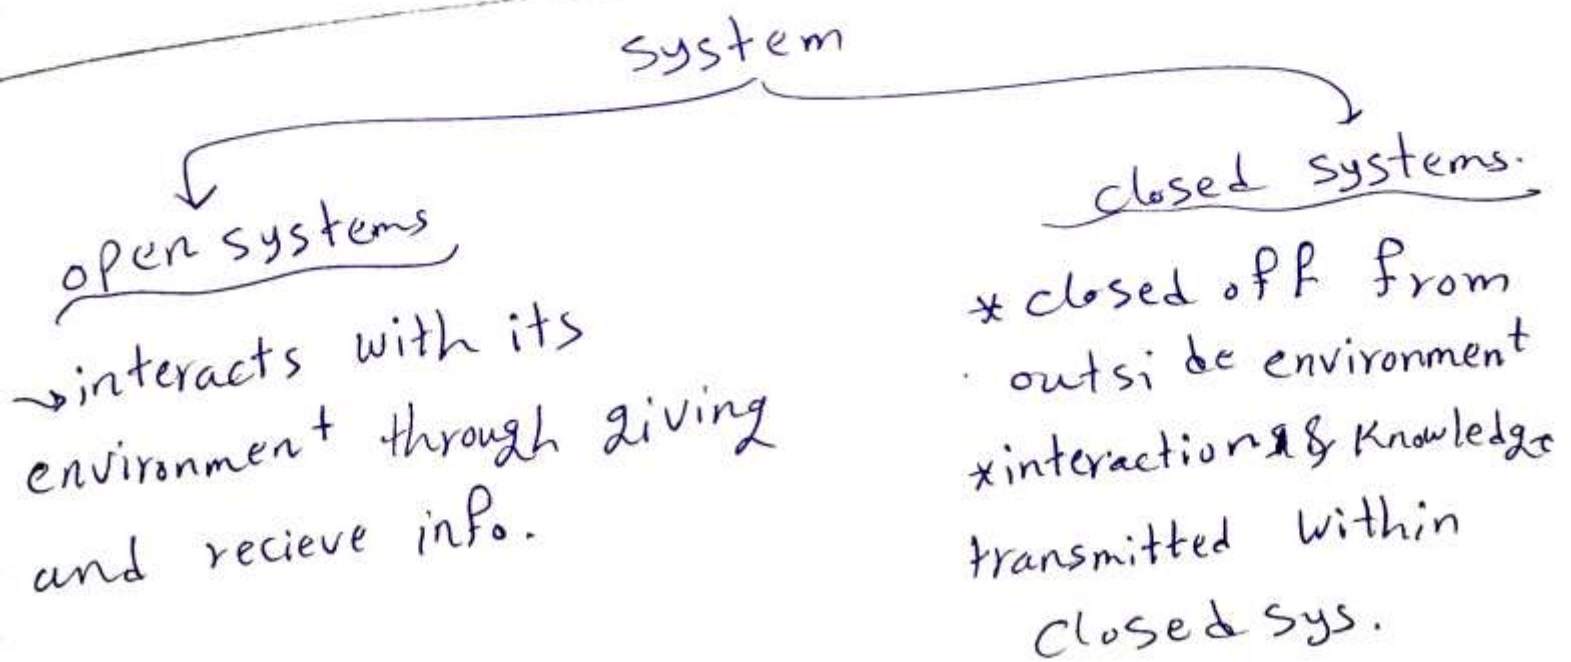 system
open systems
→interacts with its
environment through giving
and recieve info.
closed systems.
* closed off from
outside environment
*interactions & Knowledge
transmitted within
closed sys.